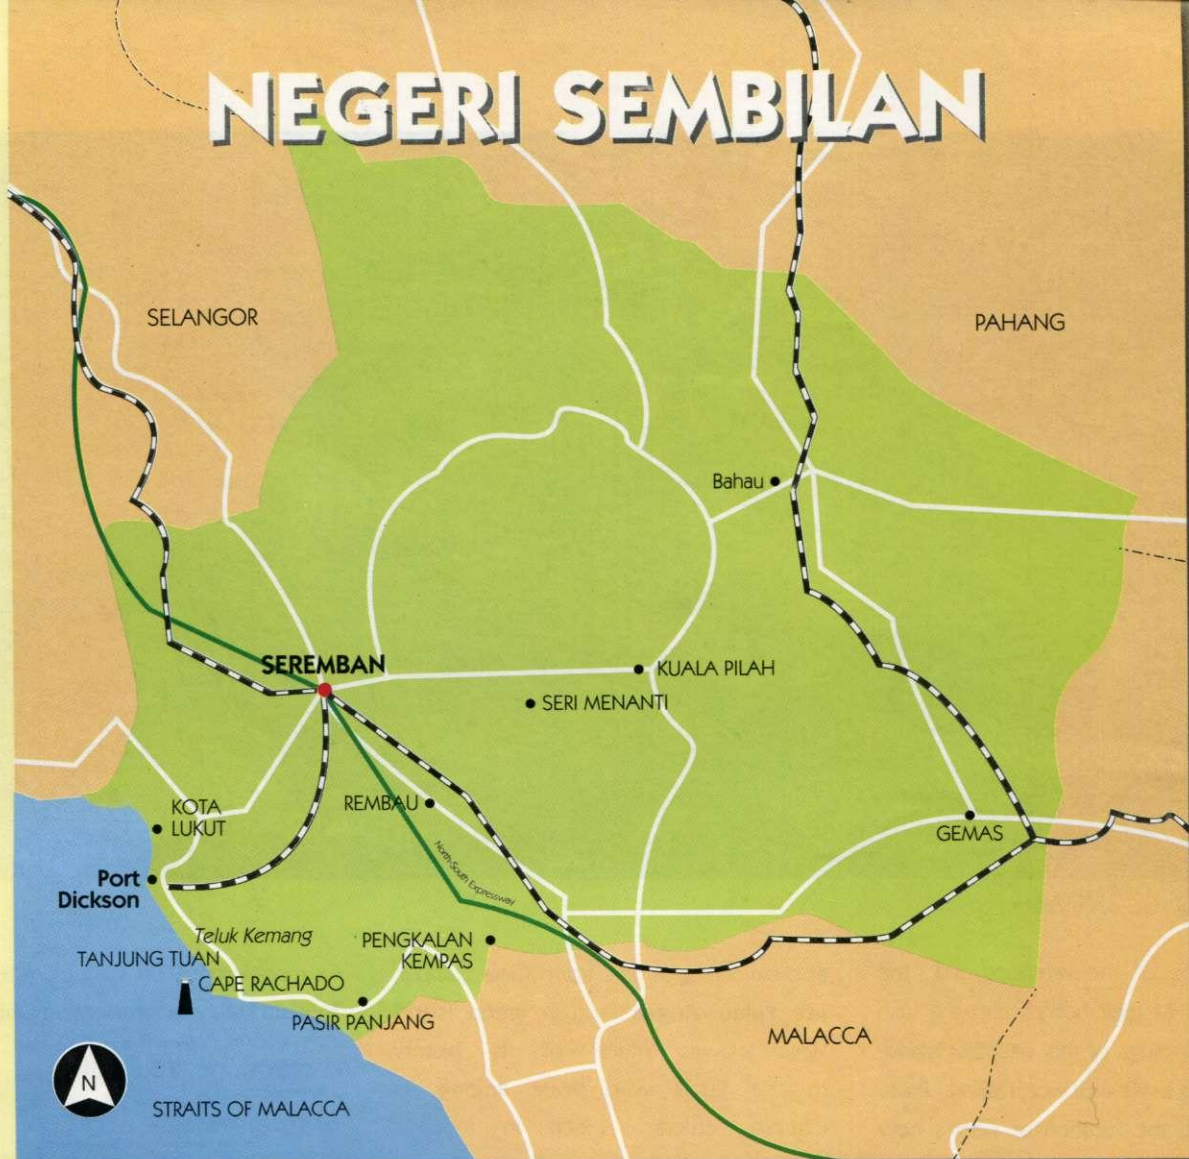 NEGERI SEMBILAN
SELANGOR
PAHANG
Bahau
SEREMBAN
KUALA PILAH
SERI MENANTI
KOTA
LUKUT
REMBAU
GEMAS
North-South Expressway
Port
Dickson
Teluk Kemang
PENGKALAN
KEMPAS
TANJUNG TUAN
CAPE RACHADO
PASIR PANJANG
MALACCA
N
STRAITS OF MALACCA